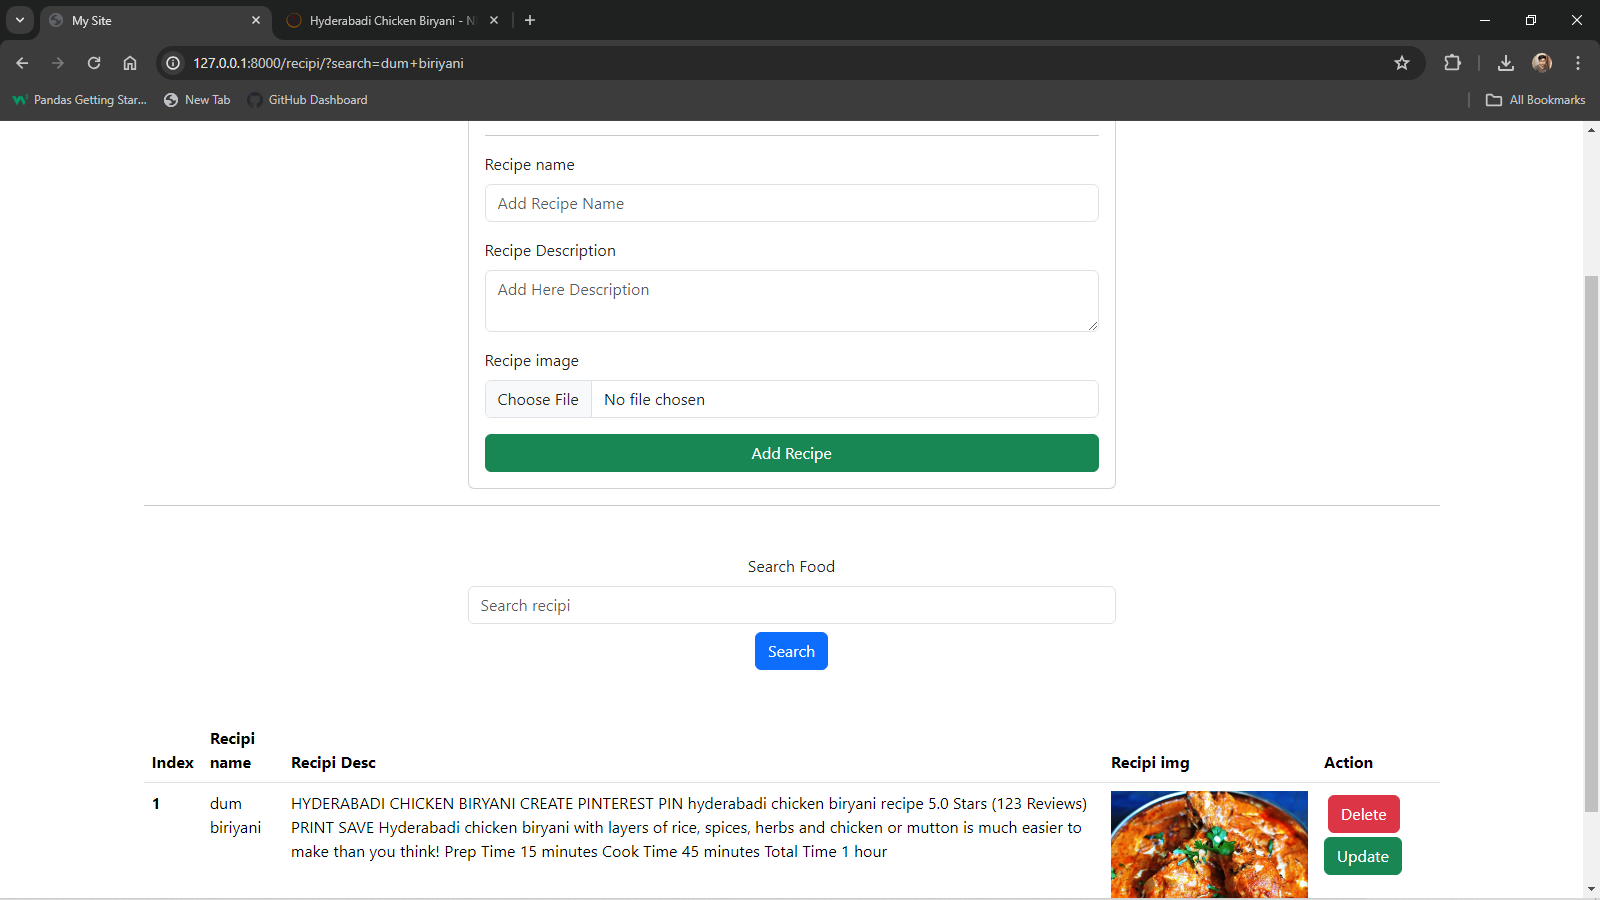 My Site
Hyderabadi Chicken Biryani - N
127.0.0.1:8000/recipi/?search=dum+biriyani
Pandas Getting Star...
New Tab
GitHub Dashboard
All Bookmarks
Recipe name
Add Recipe Name
Recipe Description
Add Here Description
Recipe image
Choose File
No file chosen
Add Recipe
Search Food
Search recipi
Search
Index
Recipi
name
Recipi Desc
Recipi img
Action
1
dum
biriyani
HYDERABADI CHICKEN BIRYANI CREATE PINTEREST PIN hyderabadi chicken biryani recipe 5.0 Stars (123 Reviews)
PRINT SAVE Hyderabadi chicken biryani with layers of rice, spices, herbs and chicken or mutton is much easier to
make than you think! Prep Time 15 minutes Cook Time 45 minutes Total Time 1 hour
Delete
Update